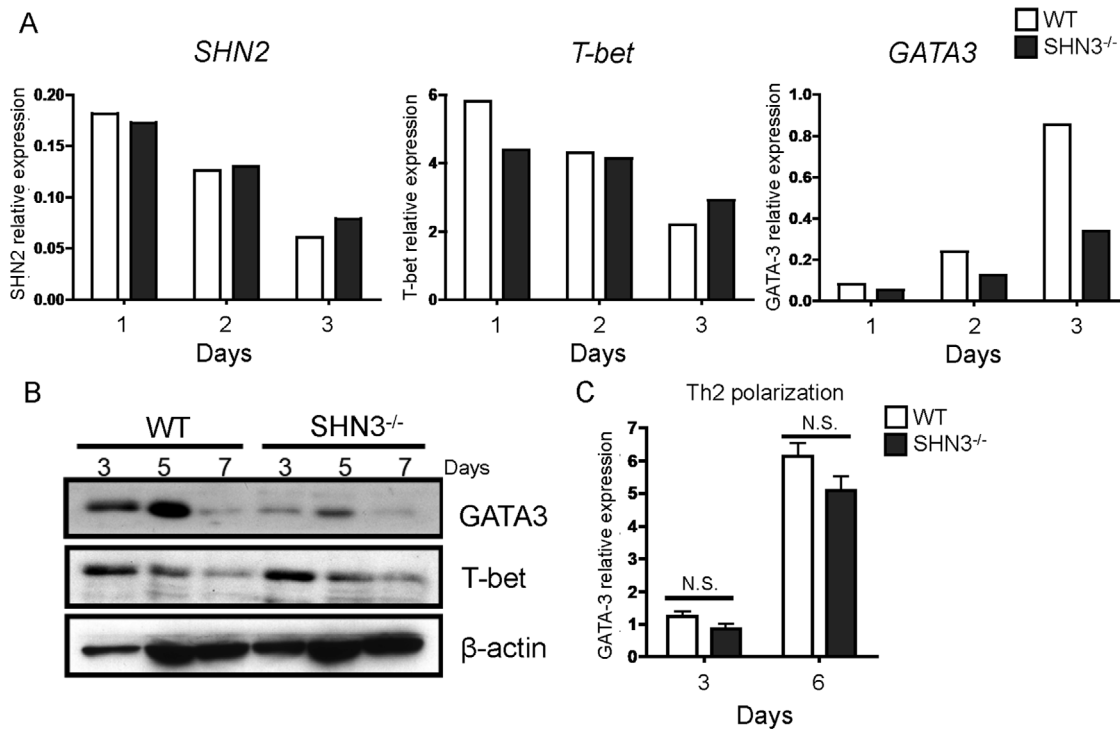 A
WT
SHN3-/-
SHN2
T-bet
GATA3
SHN2 relative expression
0.20
0.15
0.10
0.05
0.00
1 2 3
Days
T-bet relative expression
6
4
2
0
1 2 3
Days
GATA-3 relative expression
1.0
0.8
0.6
0.4
0.2
0.0
1 2 3
Days
B
WT SHN3-/-
3 5 7 3 5 7 Days
GATA3
T-bet
β-actin
C
Th2 polarization
WT
SHN3-/-
GATA-3 relative expression
7
6
5
4
3
2
1
0
N.S.
N.S.
3 6
Days